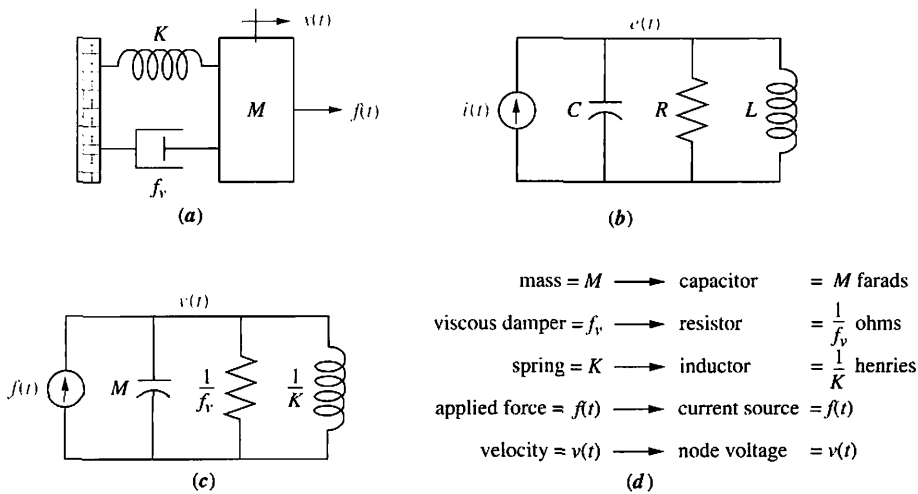 x(t)
K
M
f(t)
f_v
(a)
e(t)
i(t)
C
R
L
(b)
v(t)
f(t)
M
1/f_v
1/K
(c)
mass = M ⟶ capacitor = M farads
viscous damper = f_v ⟶ resistor = 1/f_v ohms
spring = K ⟶ inductor = 1/K henries
applied force = f(t) ⟶ current source = f(t)
velocity = v(t) ⟶ node voltage = v(t)
(d)